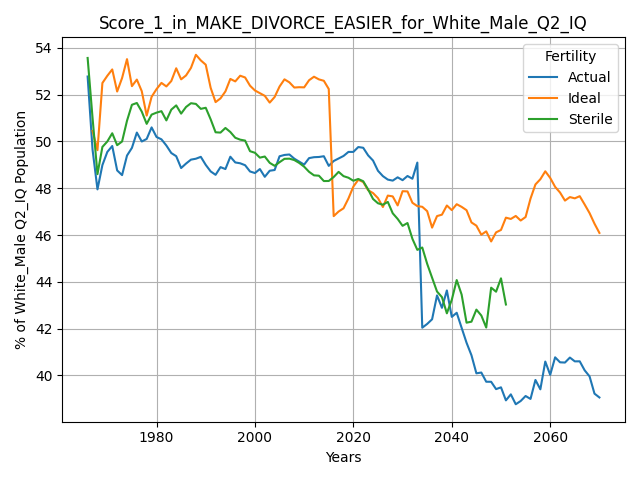 Score_1_in_MAKE_DIVORCE_EASIER_for_White_Male_Q2_IQ
Fertility
Actual
Ideal
Sterile
% of White_Male Q2_IQ Population
54
52
50
48
46
44
42
40
1980
2000
2020
2040
2060
Years